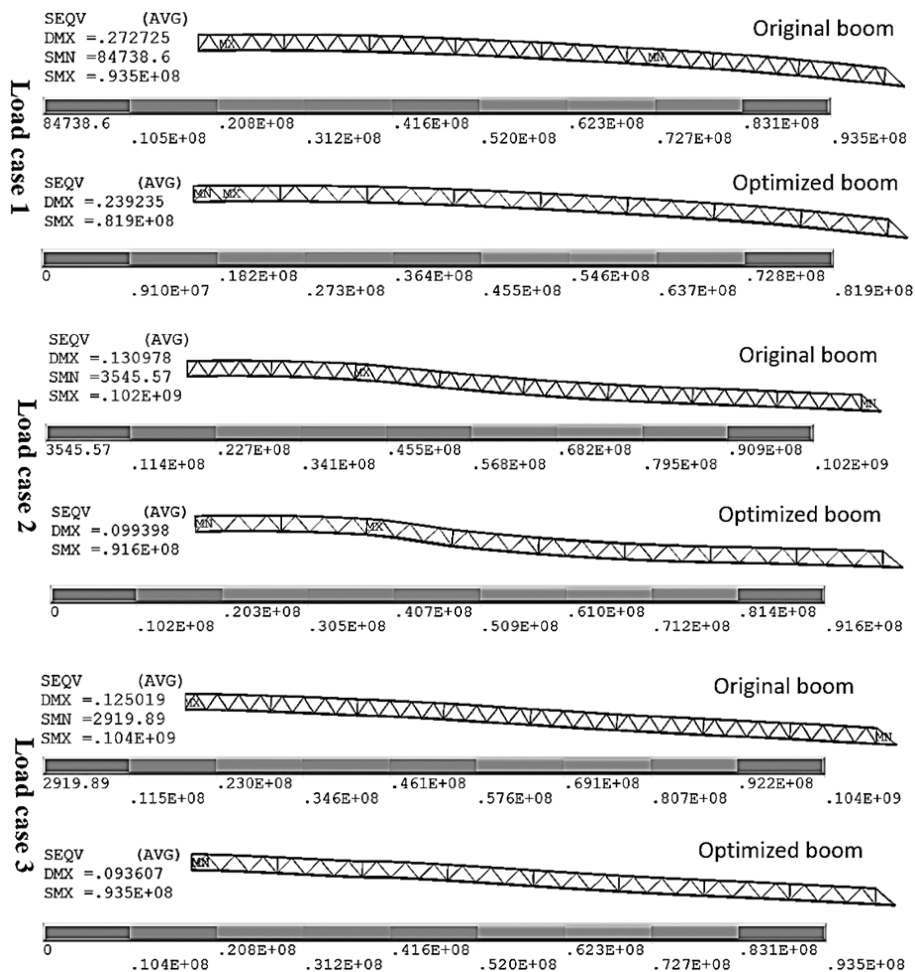 Load case 1
SEQV (AVG)
DMX =.272725
SMN =84738.6
SMX =.935E+08
Original boom
MX
MN
84738.6 .208E+08 .416E+08 .623E+08 .831E+08
.105E+08 .312E+08 .520E+08 .727E+08 .935E+08
SEQV (AVG)
DMX =.239235
SMX =.819E+08
Optimized boom
MN MX
0 .182E+08 .364E+08 .546E+08 .728E+08
.910E+07 .273E+08 .455E+08 .637E+08 .819E+08
Load case 2
SEQV (AVG)
DMX =.130978
SMN =3545.57
SMX =.102E+09
Original boom
MX
MN
3545.57 .227E+08 .455E+08 .682E+08 .909E+08
.114E+08 .341E+08 .568E+08 .795E+08 .102E+09
SEQV (AVG)
DMX =.099398
SMX =.916E+08
Optimized boom
MN MX
0 .203E+08 .407E+08 .610E+08 .814E+08
.102E+08 .305E+08 .509E+08 .712E+08 .916E+08
Load case 3
SEQV (AVG)
DMX =.125019
SMN =2919.89
SMX =.104E+09
Original boom
MX
MN
2919.89 .230E+08 .461E+08 .691E+08 .922E+08
.115E+08 .346E+08 .576E+08 .807E+08 .104E+09
SEQV (AVG)
DMX =.093607
SMX =.935E+08
Optimized boom
MN
0 .208E+08 .416E+08 .623E+08 .831E+08
.104E+08 .312E+08 .520E+08 .727E+08 .935E+08